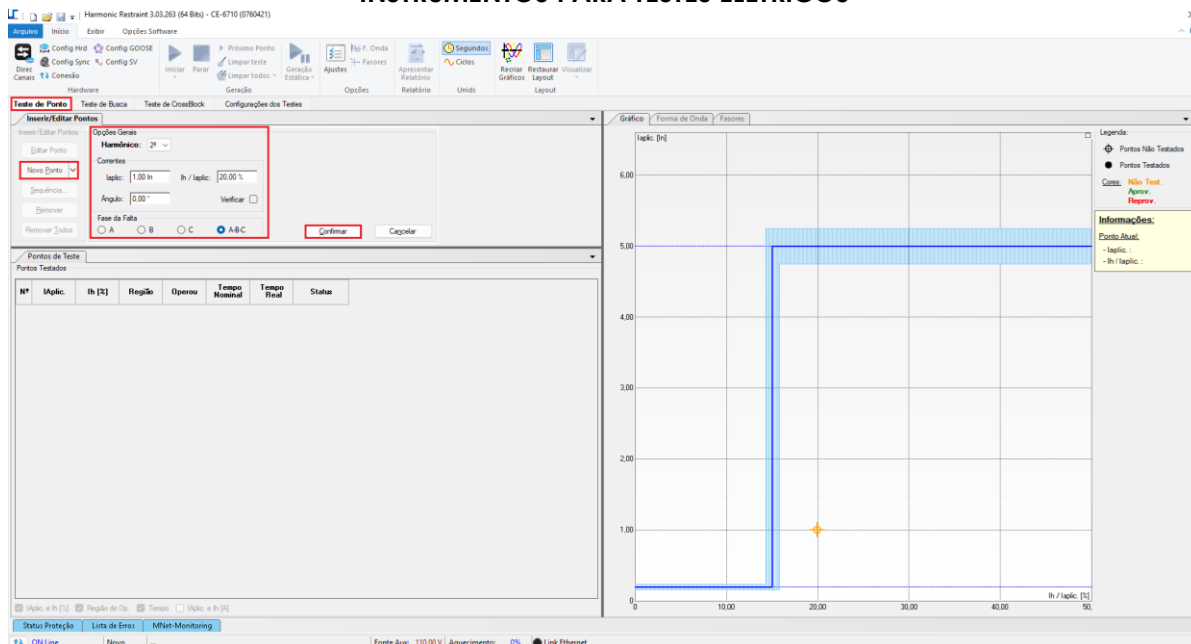 INSTRUMENTOS PARA TESTES ELÉTRICOS
Harmonic Restraint 3.03.263 (64 Bits) - CE-6710 (0760421)
Arquivo Início Exibir Opções Software
Direc Canais
Config Hrd Config GOOSE
Config Sync Config SV
Conexão
Hardware
Iniciar Parar
Próximo Ponto
Limpar teste
Limpar todos
Geração Estática
Geração
Ajustes
F. Onda
Fasores
Opções
Apresentar Relatório
Relatório
Segundos
Ciclos
Unids
Recriar Gráficos
Restaurar Layout
Visualizar
Layout
Teste de Ponto Teste de Busca Teste de CrossBlock Configurações dos Testes
Inserir/Editar Pontos
Inserir/Editar Pontos
Editar Ponto
Novo Ponto
Sequência...
Remover
Remover Todos
Opções Gerais
Harmônico: 2º
Correntes
Iaplic: 1,00 In Ih / Iaplic: 20,00 %
Ângulo: 0,00 ° Verificar
Fase da Falta
A B C A-B-C
Confirmar Cancelar
Pontos de Teste
Pontos Testados
Nº IAplic. Ih [%] Região Operou Tempo Nominal Tempo Real Status
IAplic. e Ih [%] Região de Op. Tempo IAplic. e Ih [A]
Gráfico Forma de Onda Fasores
Iaplic. [In]
6,00
5,00
4,00
3,00
2,00
1,00
0
0 10,00 20,00 30,00 40,00 50,
Ih / Iaplic. [%]
Legenda:
Pontos Não Testados
Pontos Testados
Cores: Não Test.
Aprov.
Reprov.
Informações:
Ponto Atual:
- Iaplic. :
- Ih / Iaplic. :
Status Proteção Lista de Erros MNet-Monitoring
ON Line Novo ... Fonte Aux: 110,00 V Aquecimento: 0% Link Ethernet